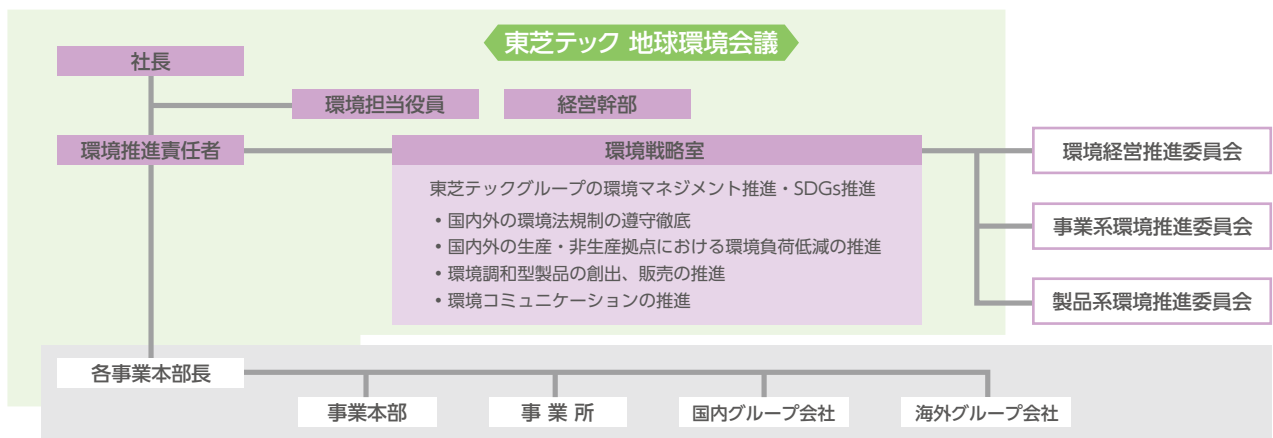 東芝テック 地球環境会議
社長
環境担当役員
経営幹部
環境推進責任者
環境戦略室
環境経営推進委員会
東芝テックグループの環境マネジメント推進・SDGs推進
• 国内外の環境法規制の遵守徹底
• 国内外の生産・非生産拠点における環境負荷低減の推進
• 環境調和型製品の創出、販売の推進
• 環境コミュニケーションの推進
事業系環境推進委員会
製品系環境推進委員会
各事業本部長
事業本部
事 業 所
国内グループ会社
海外グループ会社